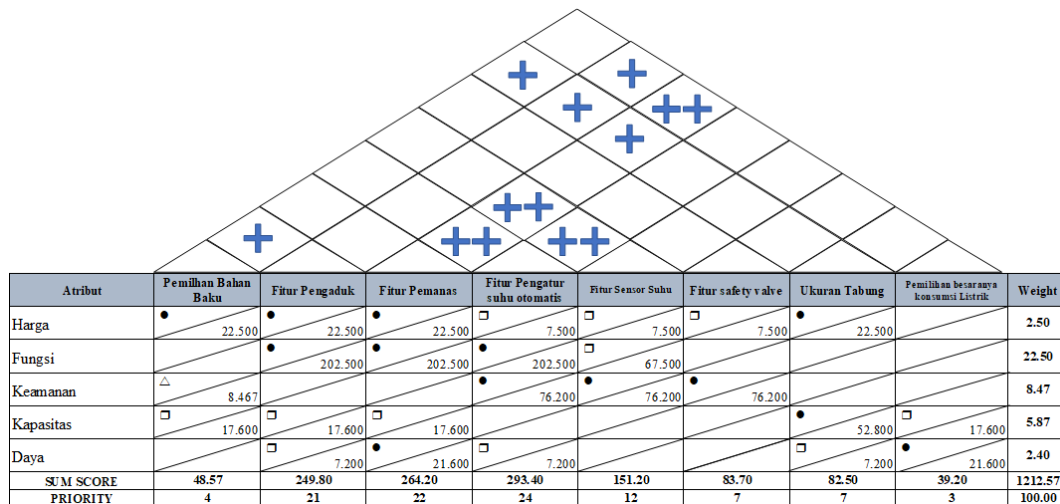 Atribut Pemilhan Bahan Baku Fitur Pengaduk Fitur Pemanas Fitur Pengatur suhu otomatis Fitur Sensor Suhu Fitur safety valve Ukuran Tabung Pemilihan besaranya konsumsi Listrik Weight
Harga 22.500 22.500 22.500 7.500 7.500 7.500 22.500 2.50
Fungsi 202.500 202.500 202.500 67.500 22.50
Keamanan 8.467 76.200 76.200 76.200 8.47
Kapasitas 17.600 17.600 17.600 52.800 17.600 5.87
Daya 7.200 21.600 7.200 7.200 21.600 2.40
SUM SCORE 48.57 249.80 264.20 293.40 151.20 83.70 82.50 39.20 1212.57
PRIORITY 4 21 22 24 12 7 7 3 100.00